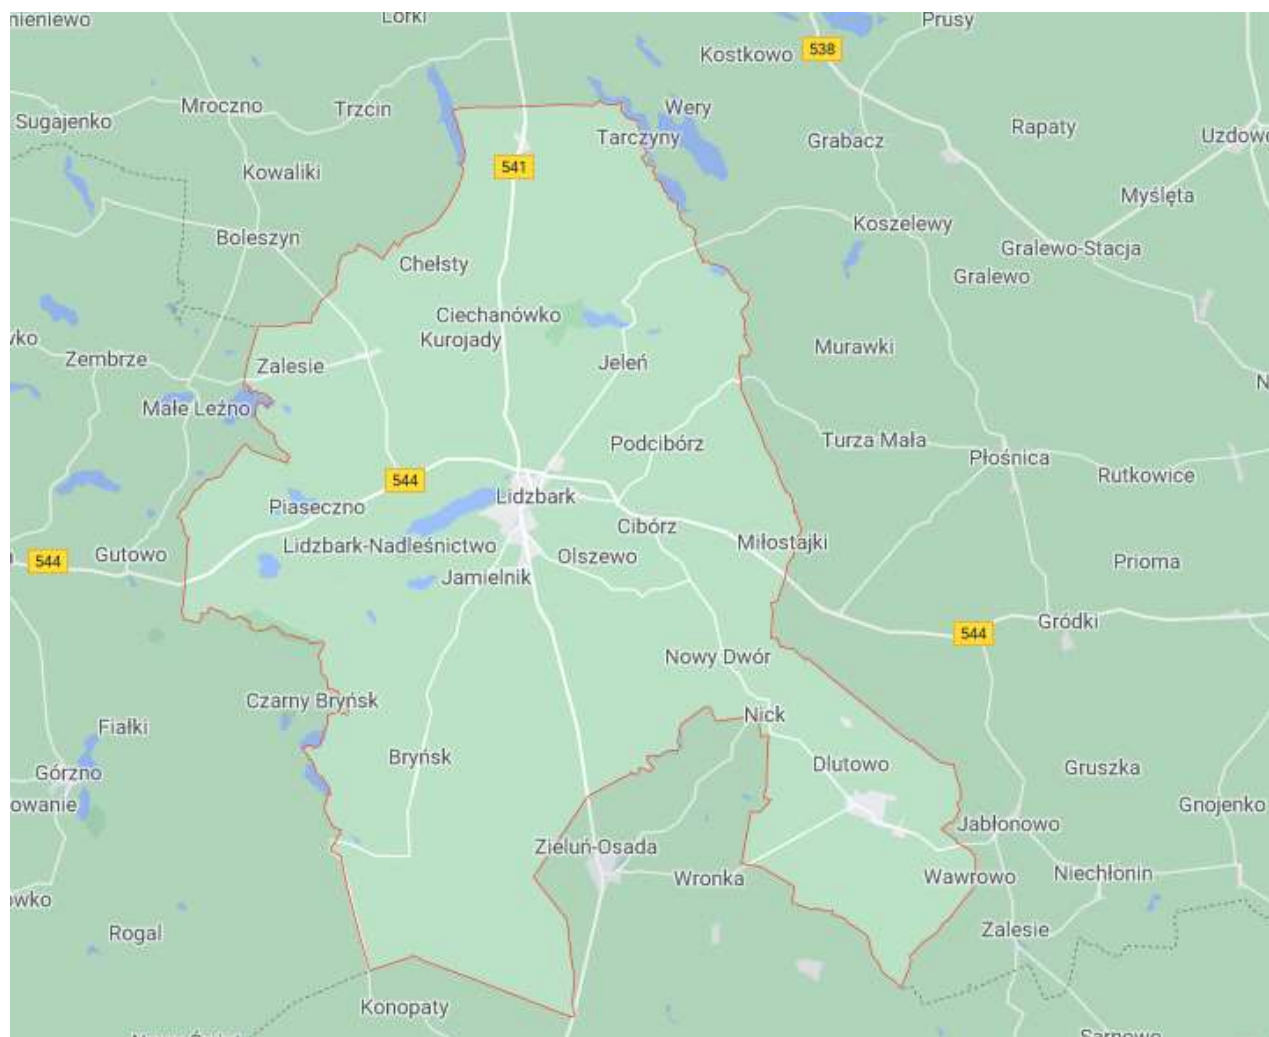 Lorki
Prusy
Kostkowo
538
Mroczno
Trzcin
Wery
Sugajenko
Tarczyny
Rapaty
Grabacz
541
Kowaliki
Myślęta
Boleszyn
Koszelewy
Gralewo-Stacja
Chełsty
Gralewo
Ciechanówko
Kurojady
Murawki
Zembrze
Zalesie
Jeleń
Małe Leźno
Podcibórz
Turza Mała
Płośnica
Rutkowice
544
Lidzbark
Piaseczno
Cibórz
Miłostajki
Lidzbark-Nadleśnictwo
Olszewo
Gutowo
544
Prioma
Jamielnik
Gródki
544
Nowy Dwór
Czarny Bryńsk
Nick
Fiałki
Bryńsk
Dłutowo
Gruszka
Górzno
Gnojenko
owanie
Jabłonowo
Zieluń-Osada
Wronka
Wawrowo
Niechłonin
Rogal
Zalesie
Konopaty